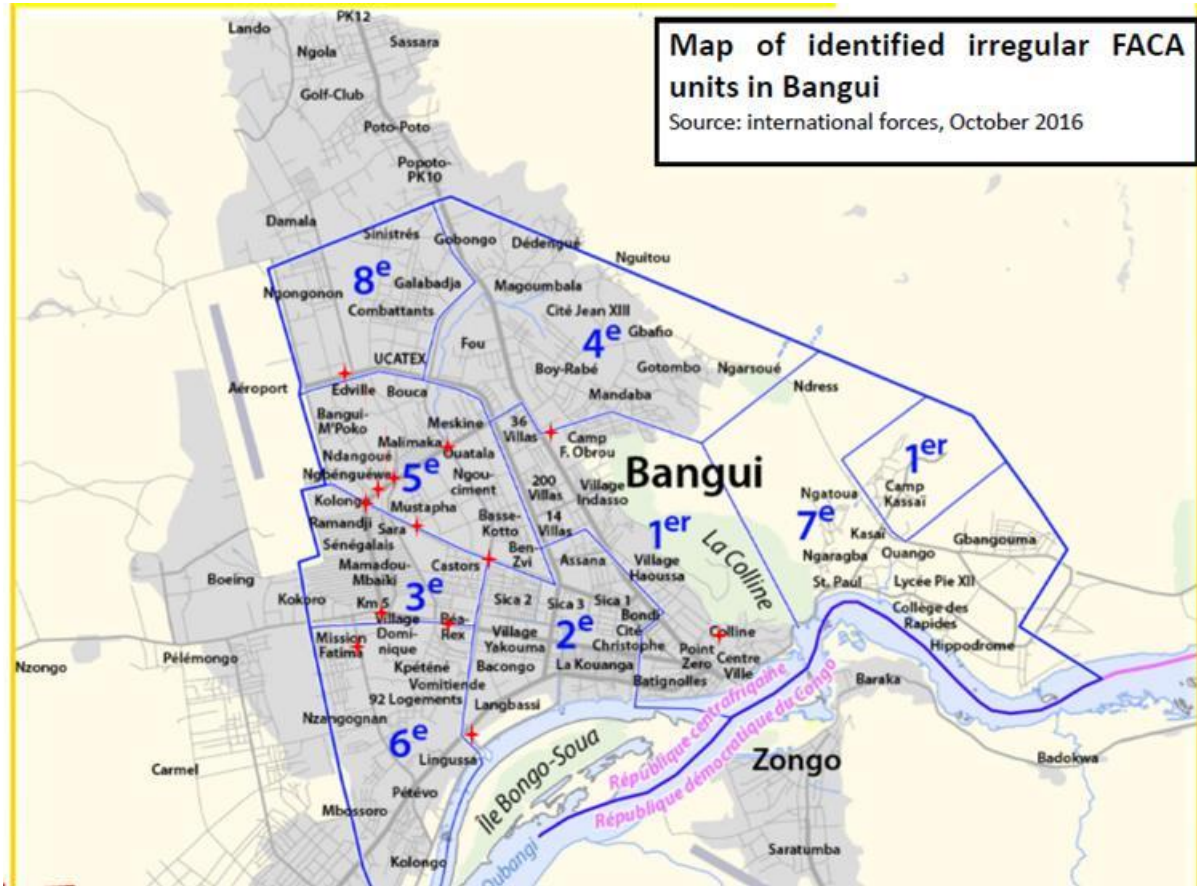 Map of identified irregular FACA
units in Bangui
Source: international forces, October 2016
PK12
Lando
Ngola
Sassara
Golf-Club
Poto-Poto
Popoto-
PK10
Damala
Sinistrés
Gobongo
Dédengué
Nguitou
8e
Ngongonon
Galabadja
Magoumbala
Combattants
Cité Jean XIII
4e
Gbafio
Fou
UCATEX
Boy-Rabé
Gotombo
Ngarsoué
Ndress
Aéroport
Edville
Bouca
Mandaba
Bangui-
M'Poko
Meskine
36
Villas
Camp
F. Obrou
Malimaka
Ouatala
Ndangoué
Ngbénguéwa
5e
Ngou-
ciment
Bangui
1er
Camp
Kassaï
200
Villas
Village
Indasso
Kolongo
Mustapha
Ngatoua
7e
Ramandji
Sara
Basse-
Kotto
14
Villas
1er
Kasaï
Sénégalais
Ben-
Zvi
Assana
Village
Haoussa
La Colline
Ngaragba
Ouango
Gbangouma
Boeing
Mamadou-
Mbaïki
Castors
St. Paul
Lycée Pie XII
Kokoro
Km 5
3e
Sica 2
Sica 3
Sica 1
Bondi
Collège des
Rapides
Village
Domi-
nique
Béa-
Rex
Mission
Fatima
Village
Yakouma
2e
Cité
Christophe
Colline
Hippodrome
Nzongo
Pélémongo
Kpéténé
Bacongo
La Kouanga
Point
Zero
Centre
Ville
Vomitiende
Batignolles
Baraka
92 Logements
Langbassi
Nzangognan
6e
Lingussa
République centrafriqaine
République démocratique du Congo
Zongo
Badokwa
Carmel
Île Bongo-Soua
Pétévo
Mbossoro
Kolongo
Oubangi
Saratumba